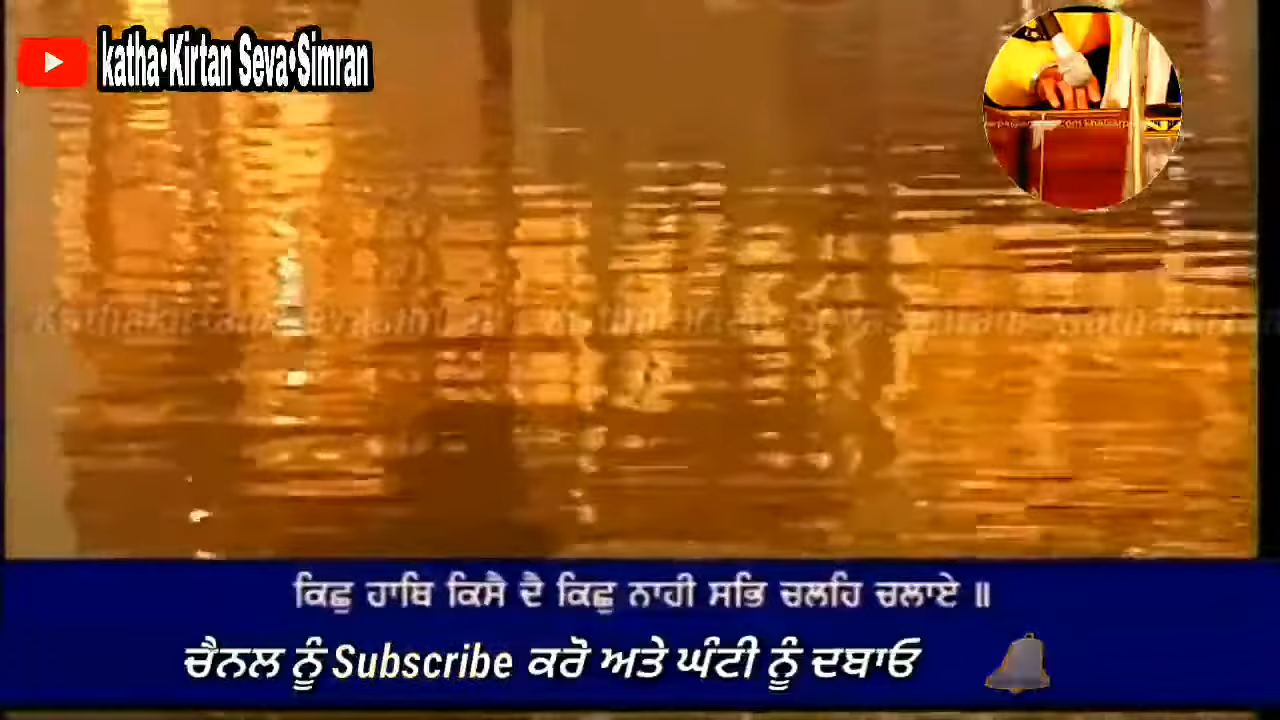 katha•Kirtan Seva•Simran
ਕਿਛੁ ਹਾਥਿ ਕਿਸੈ ਦੈ ਕਿਛੁ ਨਾਹੀ ਸਭਿ ਚਲਹਿ ਚਲਾਏ ॥
ਚੈਨਲ ਨੂੰ Subscribe ਕਰੋ ਅਤੇ ਘੰਟੀ ਨੂੰ ਦਬਾਓ